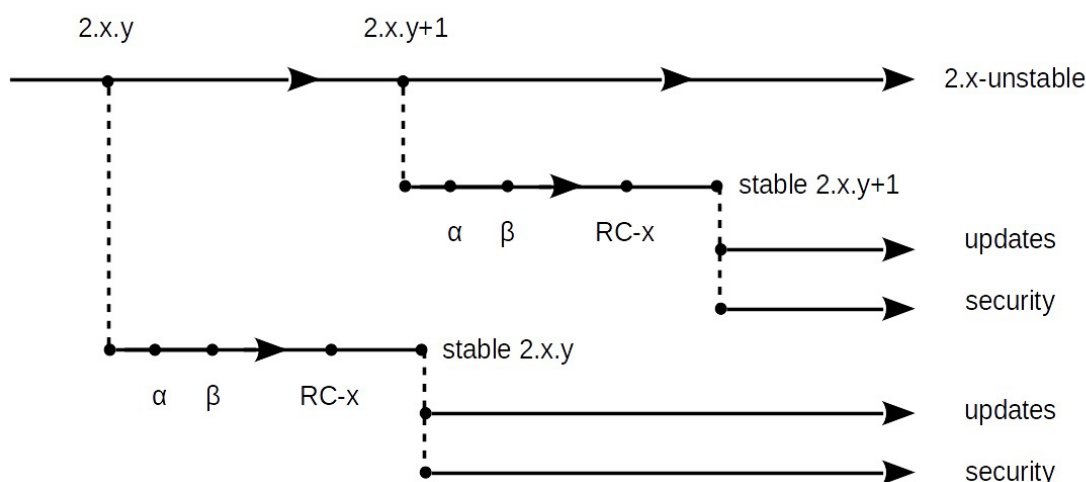 2.x.y
2.x.y+1
2.x-unstable
stable 2.x.y+1
α
β
RC-x
updates
security
stable 2.x.y
α
β
RC-x
updates
security